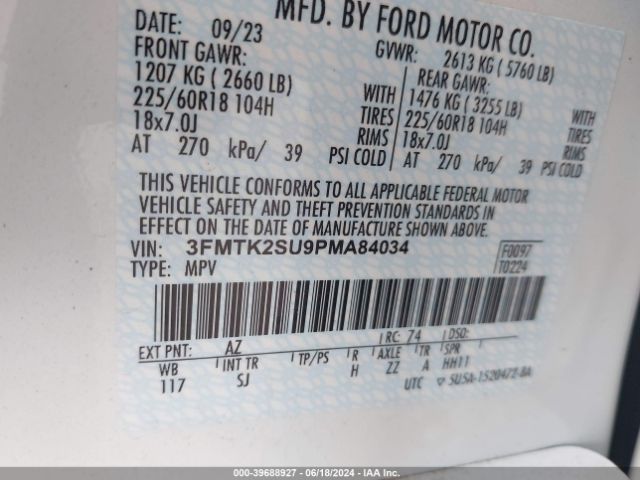 MFD. BY FORD MOTOR CO.
DATE: 09/23 GVWR: 2613 KG ( 5760 LB)
FRONT GAWR: REAR GAWR:
1207 KG ( 2660 LB) WITH 1476 KG ( 3255 LB) WITH
225/60R18 104H TIRES 225/60R18 104H TIRES
18x7.0J RIMS 18x7.0J RIMS
AT 270 kPa/ 39 PSI COLD AT 270 kPa/ 39 PSI COLD
THIS VEHICLE CONFORMS TO ALL APPLICABLE FEDERAL MOTOR
VEHICLE SAFETY AND THEFT PREVENTION STANDARDS IN
EFFECT ON THE DATE OF MANUFACTURE SHOWN ABOVE.
VIN: 3FMTK2SU9PMA84034 F0097
TYPE: MPV T0224
EXT PNT: AZ RC: 74 DSO:
WB INT TR TP/PS R AXLE TR SPR
117 SJ H ZZ A HH11
UTC 5U5A-1520472-BA
000-39688927 - 06/18/2024 - IAA Inc.